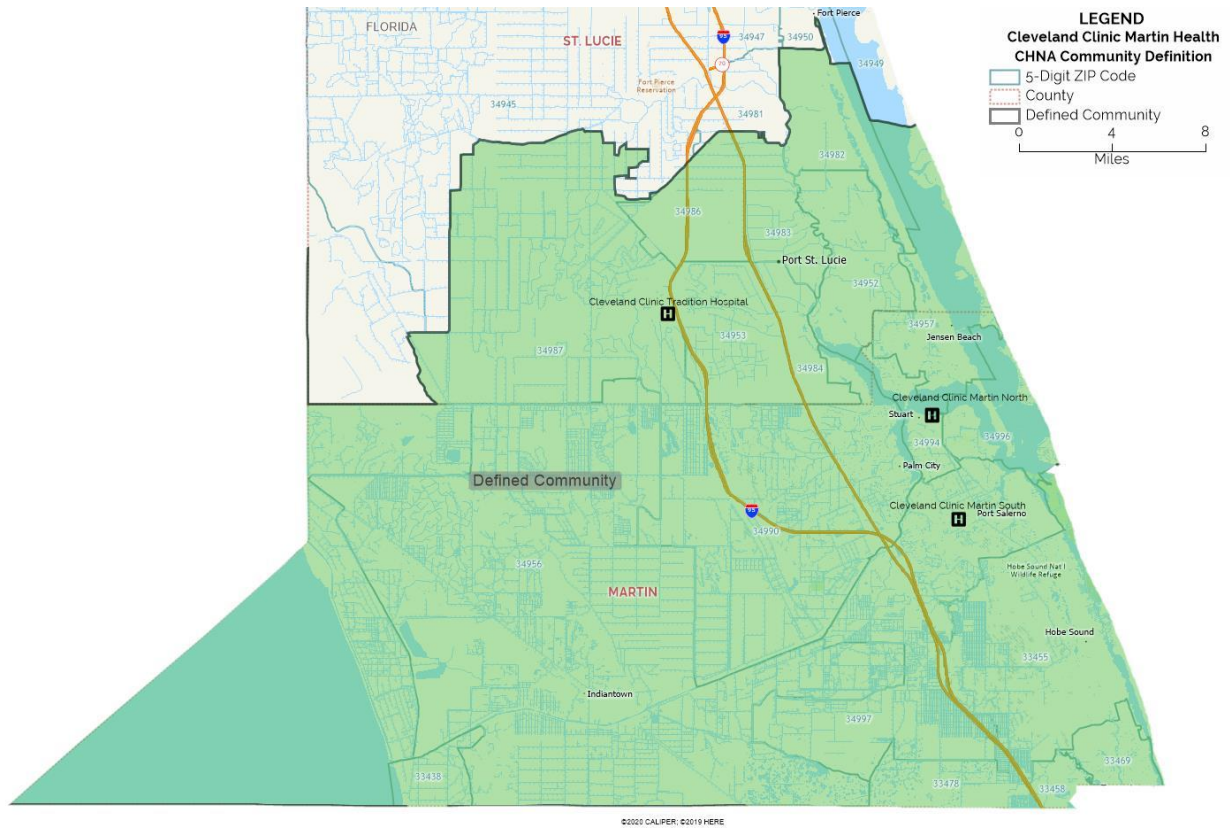 Fort Pierce
FLORIDA
ST. LUCIE
95
34947
34950
70
34949
Fort Pierce
Reservation
34945
34981
34982
34986
34983
Port St. Lucie
34952
Cleveland Clinic Tradition Hospital
H
34957
34953
Jensen Beach
34987
34984
Cleveland Clinic Martin North
Stuart
H
34994
34996
Palm City
Defined Community
Cleveland Clinic Martin South
95
H
Port Salerno
34990
34956
Hobe Sound Nat'l
Wildlife Refuge
MARTIN
Hobe Sound
33455
Indiantown
34997
33469
33438
33478
33458
LEGEND
Cleveland Clinic Martin Health
CHNA Community Definition
5-Digit ZIP Code
County
Defined Community
0 4 8
Miles
©2020 CALIPER; ©2019 HERE